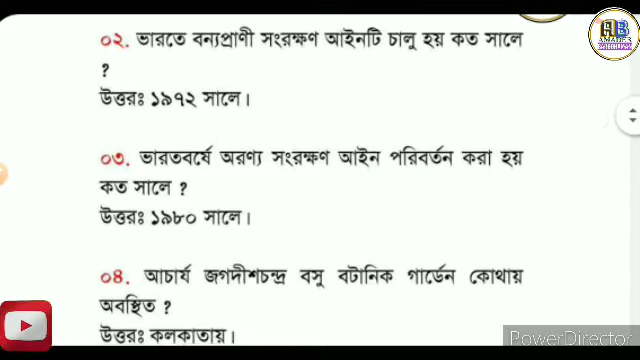 ০২. ভারতে বন্যপ্রাণী সংরক্ষণ আইনটি চালু হয় কত সালে
?
উত্তরঃ ১৯৭২ সালে।
০৩. ভারতবর্ষে অরণ্য সংরক্ষণ আইন পরিবর্তন করা হয়
কত সালে ?
উত্তরঃ ১৯৮০ সালে।
০৪. আচার্য জগদীশচন্দ্র বসু বটানিক গার্ডেন কোথায়
অবস্থিত ?
উত্তরঃ কলকাতায়।
PowerDirector